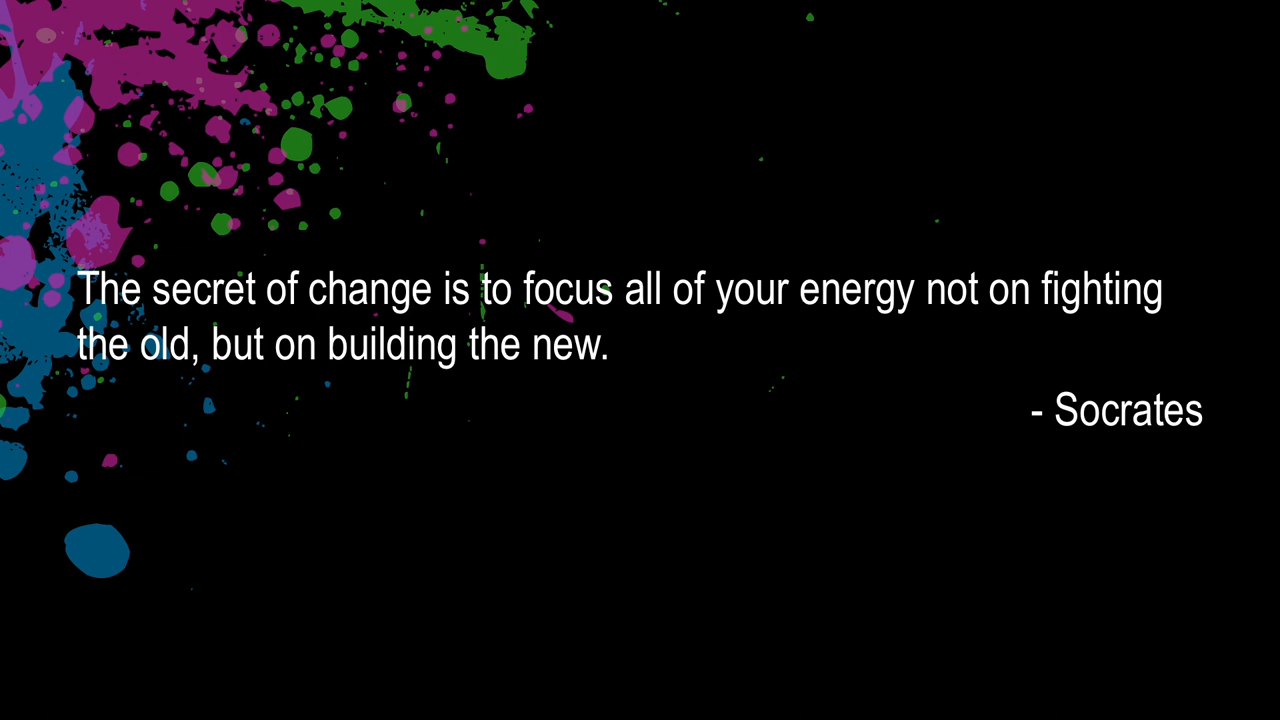 The secret of change is to focus all of your energy not on fighting
the old, but on building the new.
- Socrates